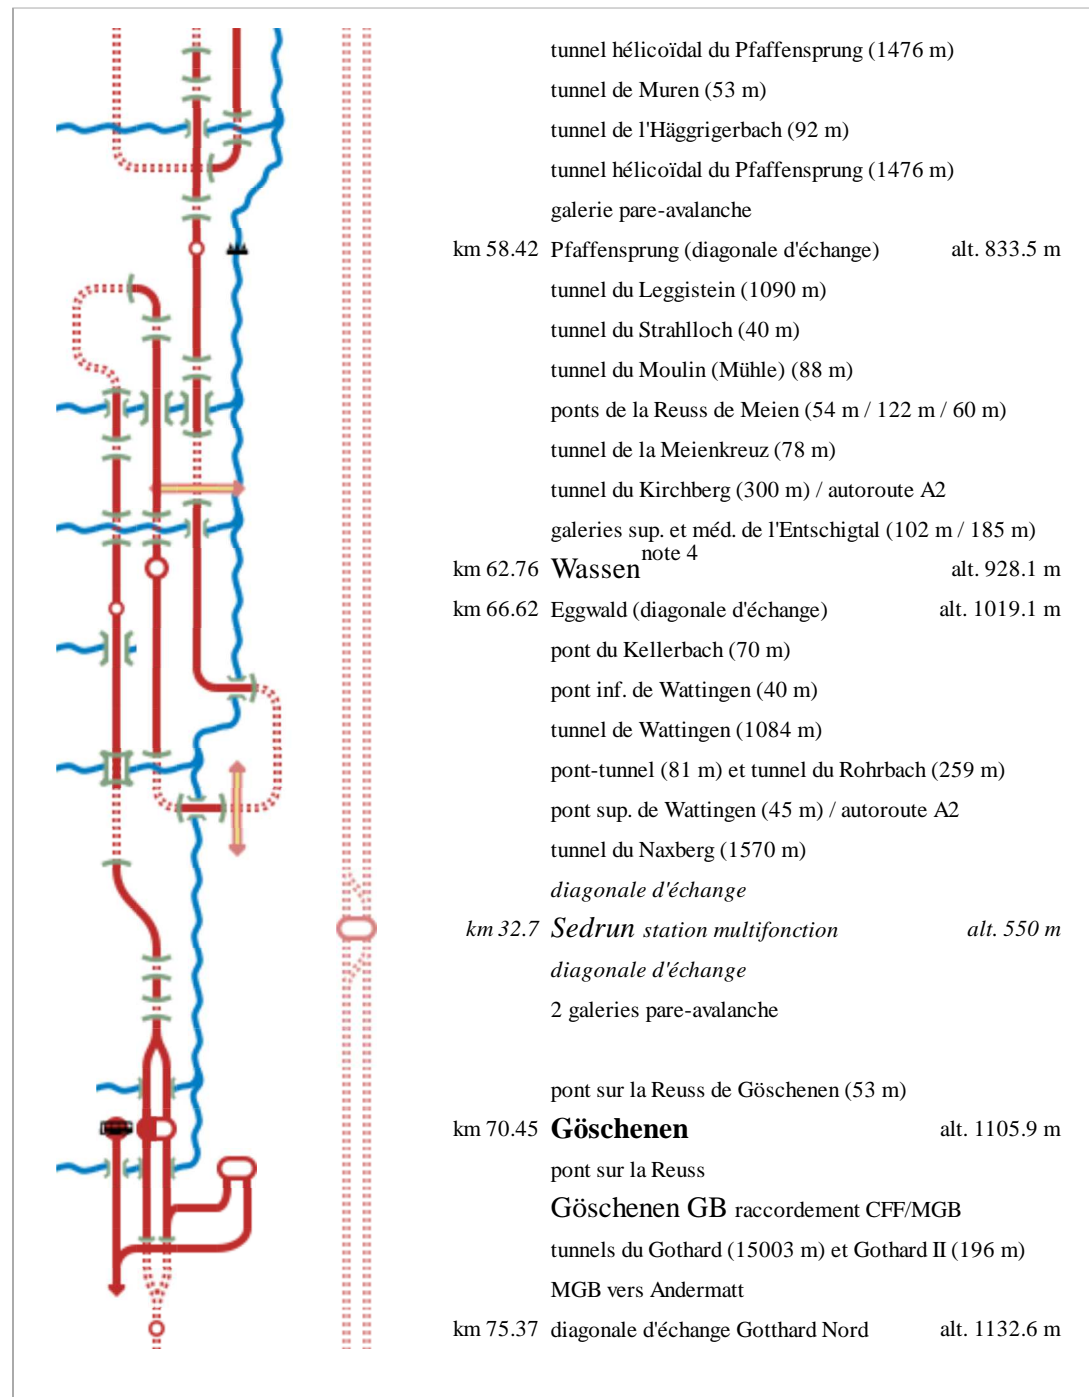 tunnel hélicoïdal du Pfaffensprung (1476 m)
tunnel de Muren (53 m)
tunnel de l'Häggrigerbach (92 m)
tunnel hélicoïdal du Pfaffensprung (1476 m)
galerie pare-avalanche
km 58.42 Pfaffensprung (diagonale d'échange) alt. 833.5 m
tunnel du Leggistein (1090 m)
tunnel du Strahlloch (40 m)
tunnel du Moulin (Mühle) (88 m)
ponts de la Reuss de Meien (54 m / 122 m / 60 m)
tunnel de la Meienkreuz (78 m)
tunnel du Kirchberg (300 m) / autoroute A2
galeries sup. et méd. de l'Entschigtal (102 m / 185 m)
km 62.76 Wassen note 4 alt. 928.1 m
km 66.62 Eggwald (diagonale d'échange) alt. 1019.1 m
pont du Kellerbach (70 m)
pont inf. de Wattingen (40 m)
tunnel de Wattingen (1084 m)
pont-tunnel (81 m) et tunnel du Rohrbach (259 m)
pont sup. de Wattingen (45 m) / autoroute A2
tunnel du Naxberg (1570 m)
diagonale d'échange
km 32.7 Sedrun station multifonction alt. 550 m
diagonale d'échange
2 galeries pare-avalanche
pont sur la Reuss de Göschenen (53 m)
km 70.45 Göschenen alt. 1105.9 m
pont sur la Reuss
Göschenen GB raccordement CFF/MGB
tunnels du Gothard (15003 m) et Gothard II (196 m)
MGB vers Andermatt
km 75.37 diagonale d'échange Gotthard Nord alt. 1132.6 m